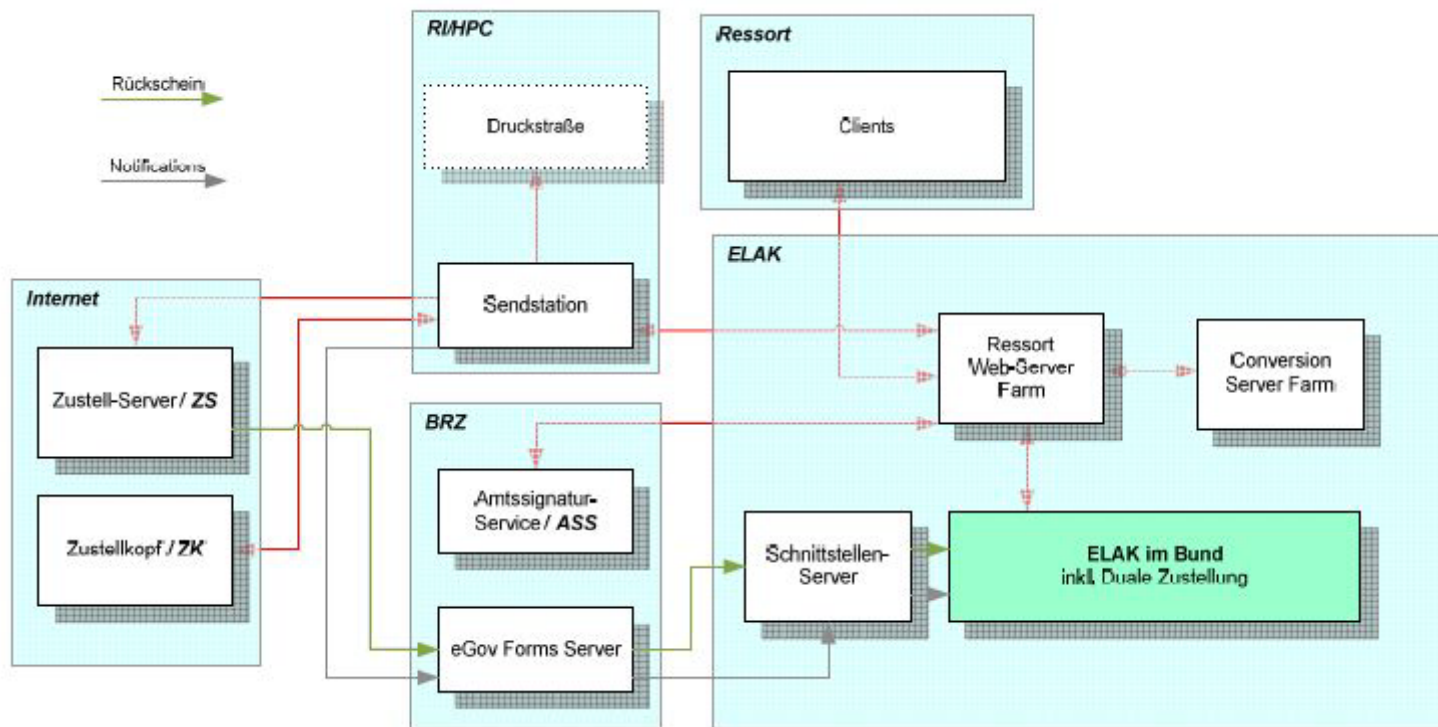 RI/HPC
Ressort
Rückschein
Druckstraße
Clients
Notifications
ELAK
Internet
Sendstation
Ressort
Web-Server
Farm
Conversion
Server Farm
Zustell-Server / ZS
BRZ
Amtssignatur-
Service / ASS
Zustellkopf / ZK
Schnittstellen-
Server
ELAK im Bund
inkl. Duale Zustellung
eGov Forms Server